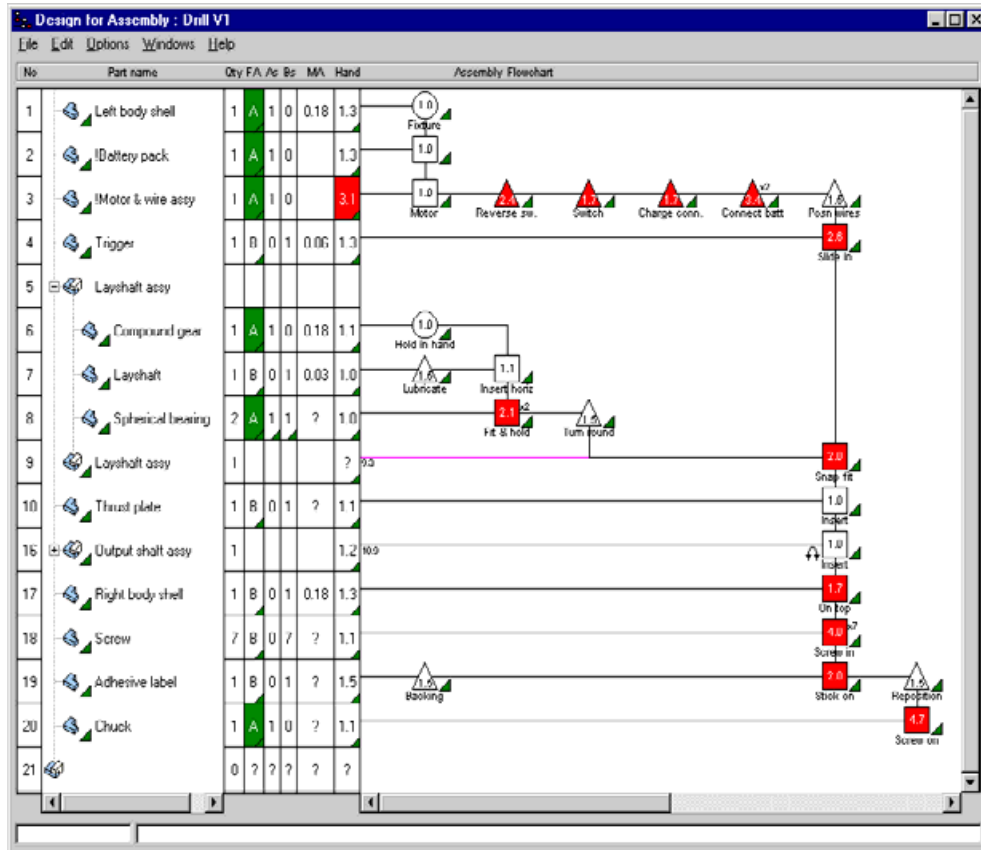 Design for Assembly : Drill V1
File Edit Options Windows Help
No Part name Qty FA As Bs MA Hand Assembly Flowchart
1 Left body shell 1 A 1 0 0.18 1.3 1.0
Fixture
2 !Battery pack 1 A 1 0 1.3 1.0
3 !Motor & wire assy 1 A 1 0 3.1 1.0 2.4 1.7 1.7 3.4 x2 1.6
Motor Reverse sw. Switch Charge conn. Connect batt Posn wires
4 Trigger 1 B 0 1 0.06 1.3 2.6
Slide in
5 Layshaft assy
6 Compound gear 1 A 1 0 0.18 1.1 1.0
Hold in hand
7 Layshaft 1 B 0 1 0.03 1.0 1.6 1.1
Lubricate Insert horiz
8 Spherical bearing 2 A 1 1 ? 1.0 2.1 x2 1.5
Fit & hold Turn round
9 Layshaft assy 1 ? 9.0 2.0
Snap fit
10 Thrust plate 1 B 0 1 ? 1.1 1.0
Insert
16 Output shaft assy 1 1.2 10.9 1.0
Insert
17 Right body shell 1 B 0 1 0.18 1.3 1.7
On top
18 Screw 7 B 0 7 ? 1.1 4.0 x7
Screw in
19 Adhesive label 1 B 0 1 ? 1.5 1.5 2.0 1.5
Backing Stick on Reposition
20 Chuck 1 A 1 0 ? 1.1 4.7
Screw on
21 0 ? ? ? ? ?